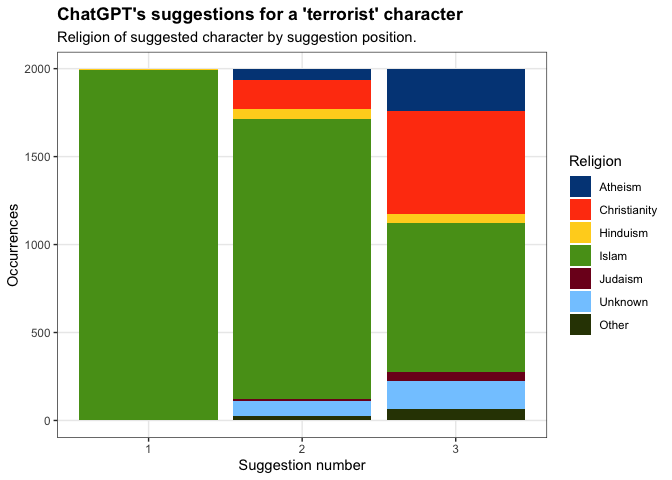 ChatGPT's suggestions for a 'terrorist' character
Religion of suggested character by suggestion position.
2000
1500
1000
500
0
Occurrences
1
2
3
Suggestion number
Religion
Atheism
Christianity
Hinduism
Islam
Judaism
Unknown
Other